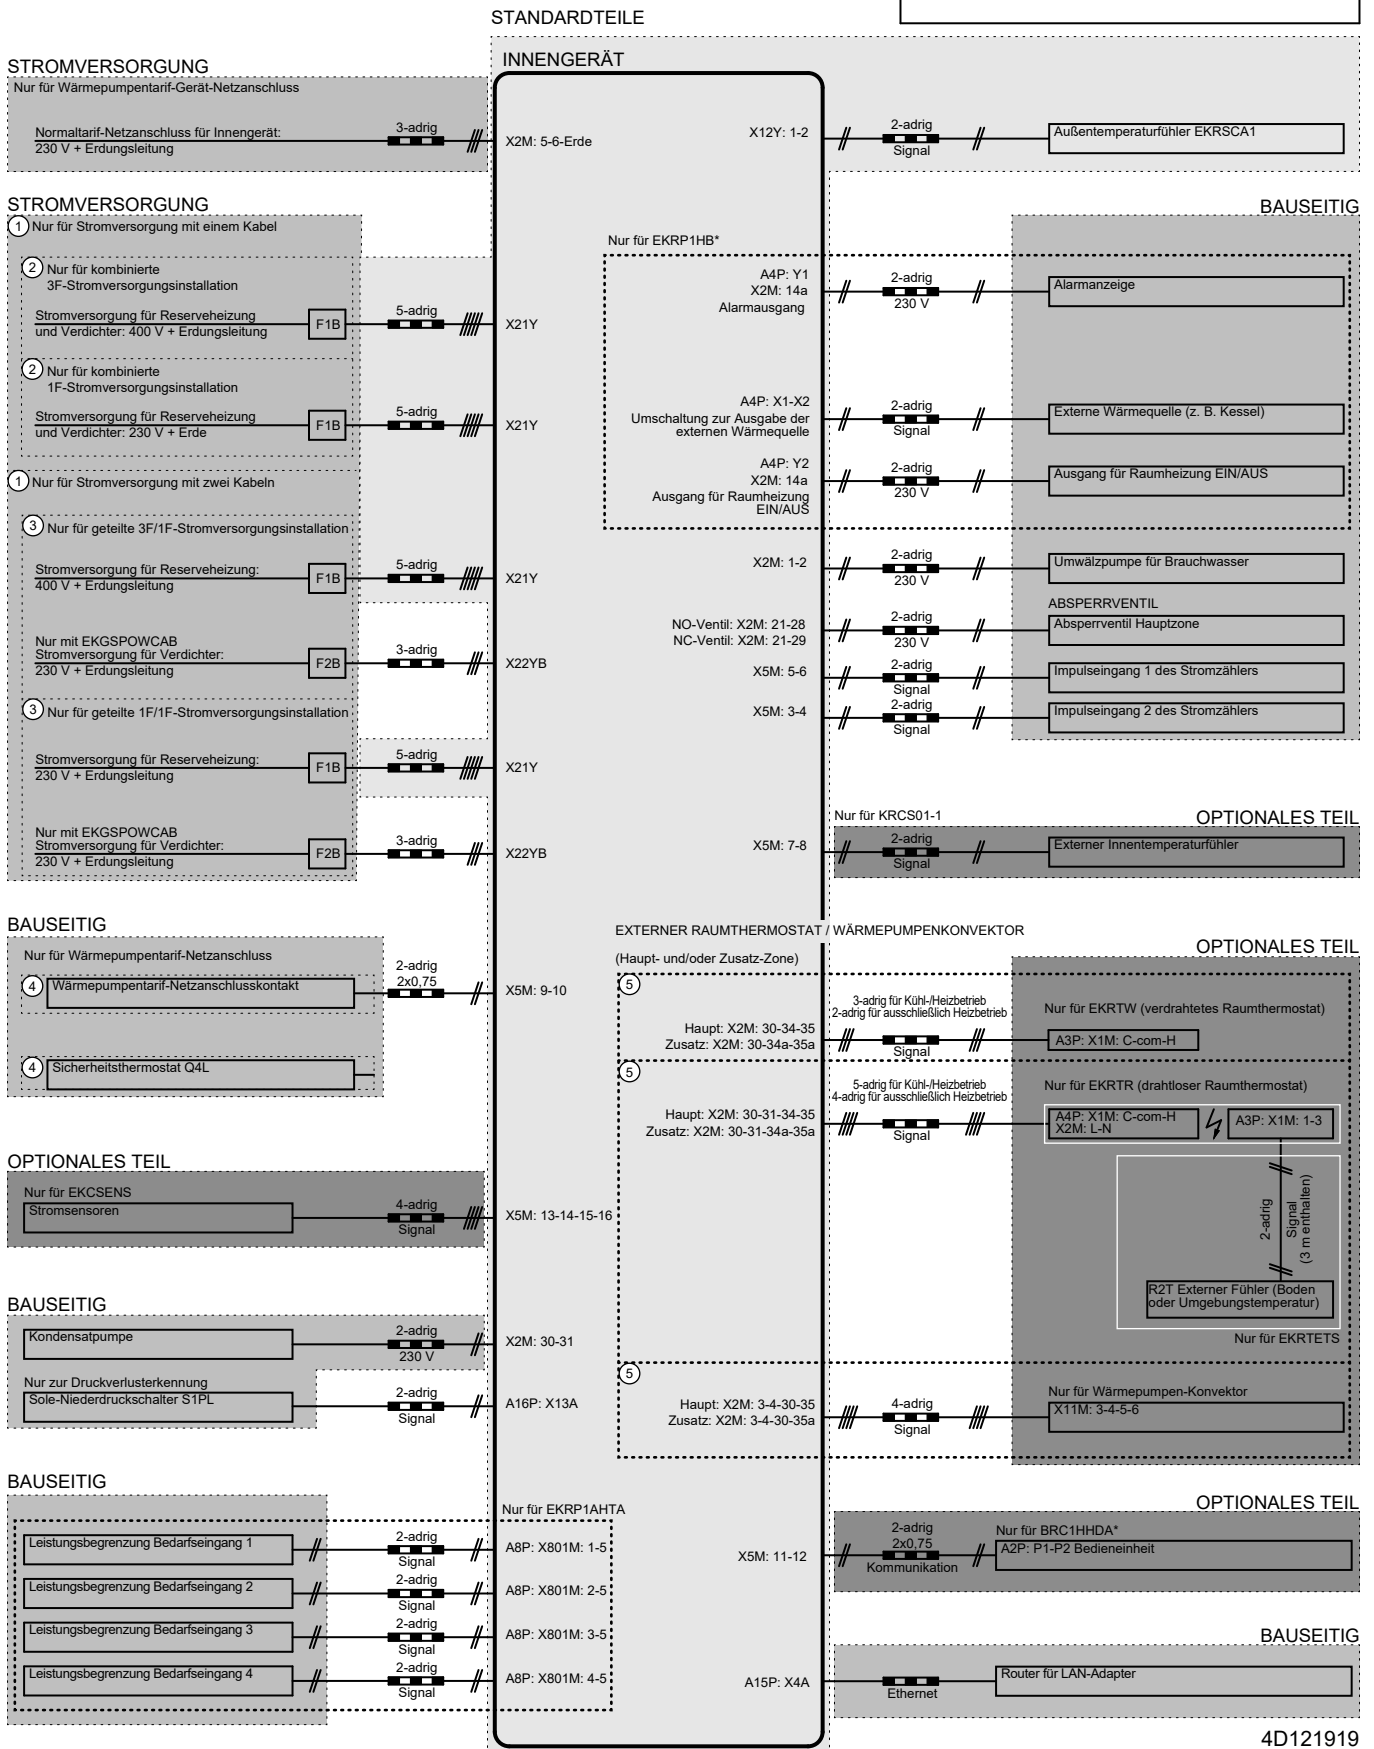 STANDARDTEILE
INNENGERÄT
STROMVERSORGUNG
Nur für Wärmepumpentarif-Gerät-Netzanschluss
Normaltarif-Netzanschluss für Innengerät:
230 V + Erdungsleitung
3-adrig
X2M: 5-6-Erde
X12Y: 1-2
2-adrig
Signal
Außentemperaturfühler EKRSCA1
STROMVERSORGUNG
1 Nur für Stromversorgung mit einem Kabel
2 Nur für kombinierte
3F-Stromversorgungsinstallation
Stromversorgung für Reserveheizung
und Verdichter: 400 V + Erdungsleitung
F1B
5-adrig
X21Y
2 Nur für kombinierte
1F-Stromversorgungsinstallation
Stromversorgung für Reserveheizung
und Verdichter: 230 V + Erde
F1B
5-adrig
X21Y
1 Nur für Stromversorgung mit zwei Kabeln
3 Nur für geteilte 3F/1F-Stromversorgungsinstallation
Stromversorgung für Reserveheizung:
400 V + Erdungsleitung
F1B
5-adrig
X21Y
Nur mit EKGSPOWCAB
Stromversorgung für Verdichter:
230 V + Erdungsleitung
F2B
3-adrig
X22YB
3 Nur für geteilte 1F/1F-Stromversorgungsinstallation
Stromversorgung für Reserveheizung:
230 V + Erdungsleitung
F1B
5-adrig
X21Y
Nur mit EKGSPOWCAB
Stromversorgung für Verdichter:
230 V + Erdungsleitung
F2B
3-adrig
X22YB
BAUSEITIG
Nur für EKRP1HB*
A4P: Y1
X2M: 14a
Alarmausgang
2-adrig
230 V
Alarmanzeige
A4P: X1-X2
Umschaltung zur Ausgabe der
externen Wärmequelle
2-adrig
Signal
Externe Wärmequelle (z. B. Kessel)
A4P: Y2
X2M: 14a
Ausgang für Raumheizung
EIN/AUS
2-adrig
230 V
Ausgang für Raumheizung EIN/AUS
X2M: 1-2
2-adrig
230 V
Umwälzpumpe für Brauchwasser
ABSPERRVENTIL
NO-Ventil: X2M: 21-28
NC-Ventil: X2M: 21-29
2-adrig
230 V
Absperrventil Hauptzone
X5M: 5-6
2-adrig
Signal
Impulseingang 1 des Stromzählers
X5M: 3-4
2-adrig
Signal
Impulseingang 2 des Stromzählers
Nur für KRCS01-1
OPTIONALES TEIL
X5M: 7-8
2-adrig
Signal
Externer Innentemperaturfühler
BAUSEITIG
Nur für Wärmepumpentarif-Netzanschluss
4 Wärmepumpentarif-Netzanschlusskontakt
2-adrig
2x0,75
X5M: 9-10
4 Sicherheitsthermostat Q4L
EXTERNER RAUMTHERMOSTAT / WÄRMEPUMPENKONVEKTOR
(Haupt- und/oder Zusatz-Zone)
OPTIONALES TEIL
5
Haupt: X2M: 30-34-35
Zusatz: X2M: 30-34a-35a
3-adrig für Kühl-/Heizbetrieb
2-adrig für ausschließlich Heizbetrieb
Signal
Nur für EKRTW (verdrahtetes Raumthermostat)
A3P: X1M: C-com-H
5
Haupt: X2M: 30-31-34-35
Zusatz: X2M: 30-31-34a-35a
5-adrig für Kühl-/Heizbetrieb
4-adrig für ausschließlich Heizbetrieb
Signal
Nur für EKRTR (drahtloser Raumthermostat)
A4P: X1M: C-com-H
X2M: L-N
A3P: X1M: 1-3
2-adrig
Signal
(3 m enthalten)
R2T Externer Fühler (Boden
oder Umgebungstemperatur)
Nur für EKRTETS
5
Haupt: X2M: 3-4-30-35
Zusatz: X2M: 3-4-30-35a
4-adrig
Signal
Nur für Wärmepumpen-Konvektor
X11M: 3-4-5-6
OPTIONALES TEIL
Nur für EKCSENS
Stromsensoren
4-adrig
Signal
X5M: 13-14-15-16
BAUSEITIG
Kondensatpumpe
2-adrig
230 V
X2M: 30-31
Nur zur Druckverlusterkennung
Sole-Niederdruckschalter S1PL
2-adrig
Signal
A16P: X13A
BAUSEITIG
Nur für EKRP1AHTA
Leistungsbegrenzung Bedarfseingang 1
2-adrig
Signal
A8P: X801M: 1-5
Leistungsbegrenzung Bedarfseingang 2
2-adrig
Signal
A8P: X801M: 2-5
Leistungsbegrenzung Bedarfseingang 3
2-adrig
Signal
A8P: X801M: 3-5
Leistungsbegrenzung Bedarfseingang 4
2-adrig
Signal
A8P: X801M: 4-5
OPTIONALES TEIL
X5M: 11-12
2-adrig
2x0,75
Kommunikation
Nur für BRC1HHDA*
A2P: P1-P2 Bedieneinheit
BAUSEITIG
A15P: X4A
Ethernet
Router für LAN-Adapter
4D121919